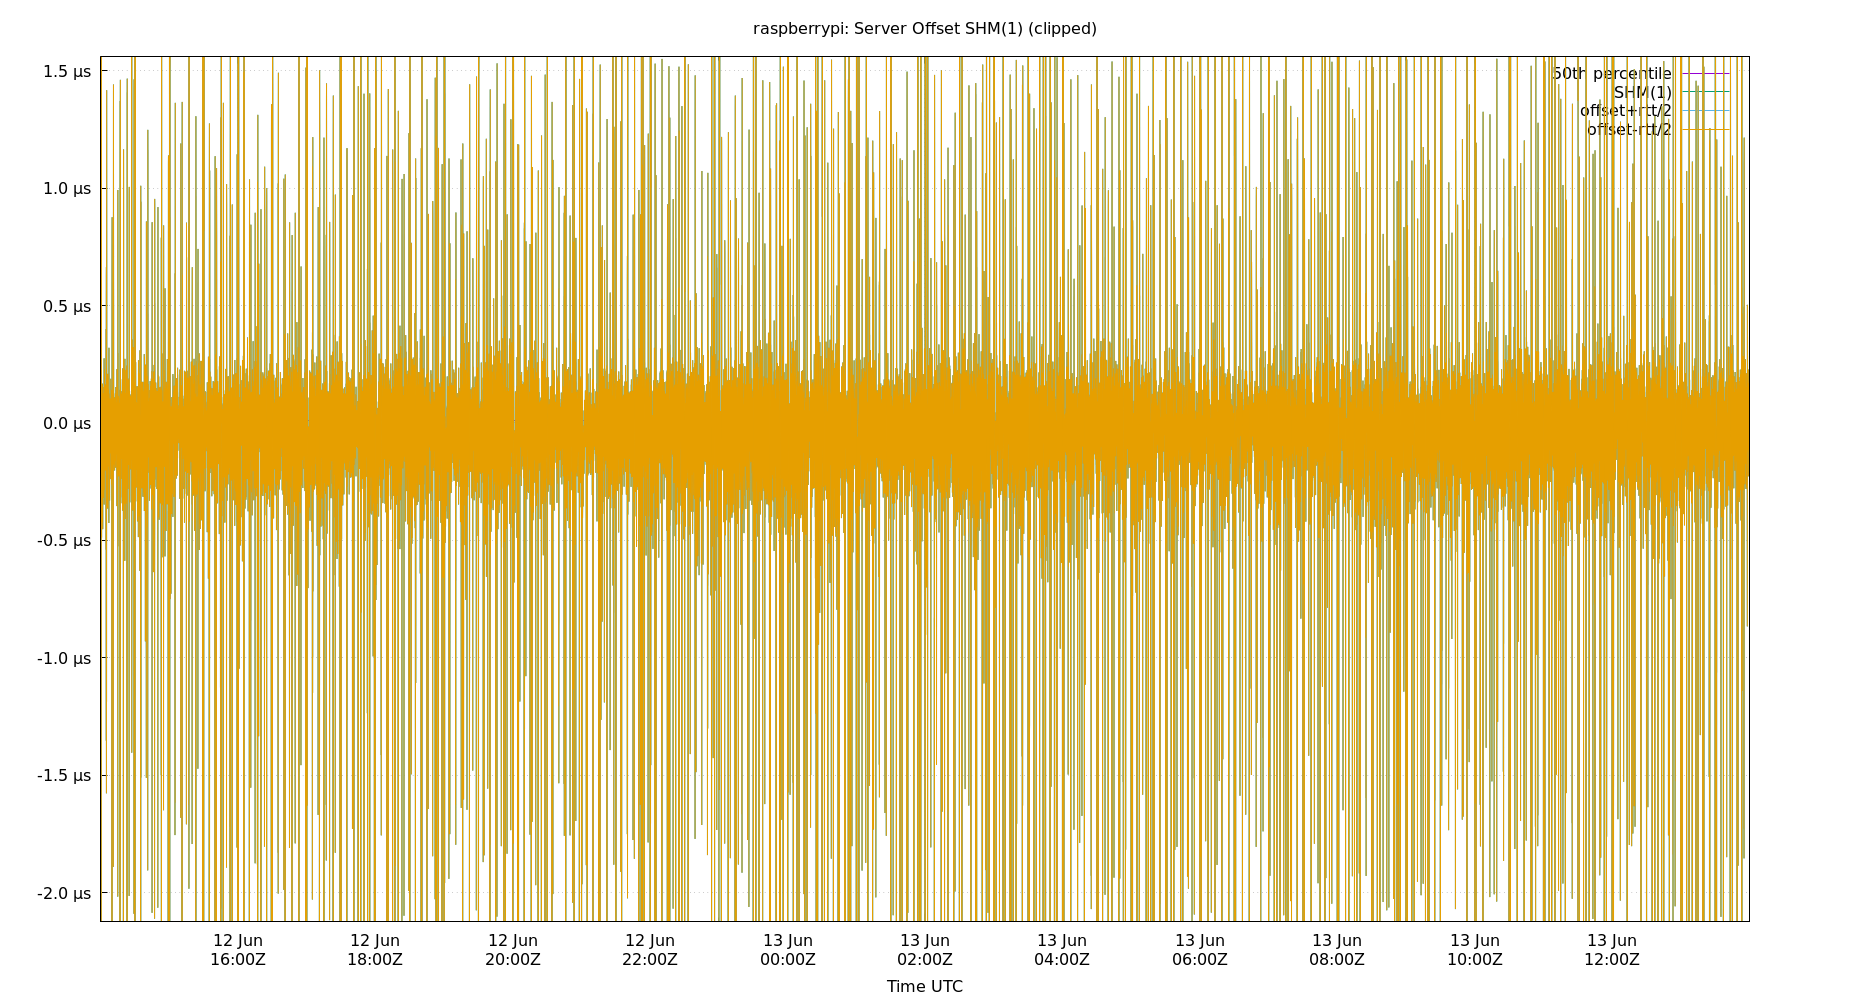 raspberrypi: Server Offset SHM(1) (clipped)
1.5 µs
1.0 µs
0.5 µs
0.0 µs
-0.5 µs
-1.0 µs
-1.5 µs
-2.0 µs
50th percentile
SHM(1)
offset+rtt/2
offset-rtt/2
12 Jun 12 Jun 12 Jun 12 Jun 13 Jun 13 Jun 13 Jun 13 Jun 13 Jun 13 Jun 13 Jun
16:00Z 18:00Z 20:00Z 22:00Z 00:00Z 02:00Z 04:00Z 06:00Z 08:00Z 10:00Z 12:00Z
Time UTC